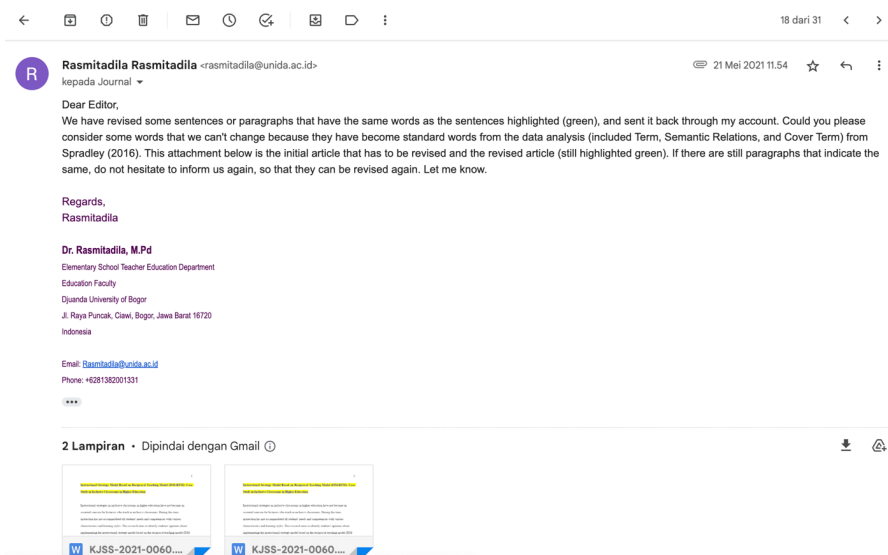 18 dari 31
R
Rasmitadila Rasmitadila <rasmitadila@unida.ac.id>
21 Mei 2021 11.54
kepada Journal
Dear Editor,
We have revised some sentences or paragraphs that have the same words as the sentences highlighted (green), and sent it back through my account. Could you please
consider some words that we can't change because they have become standard words from the data analysis (included Term, Semantic Relations, and Cover Term) from
Spradley (2016). This attachment below is the initial article that has to be revised and the revised article (still highlighted green). If there are still paragraphs that indicate the
same, do not hesitate to inform us again, so that they can be revised again. Let me know.
Regards,
Rasmitadila
Dr. Rasmitadila, M.Pd
Elementary School Teacher Education Department
Education Faculty
Djuanda University of Bogor
Jl. Raya Puncak, Ciawi, Bogor, Jawa Barat 16720
Indonesia
Email: Rasmitadila@unida.ac.id
Phone: +6281382001331
2 Lampiran • Dipindai dengan Gmail
W KJSS-2021-0060....
W KJSS-2021-0060....